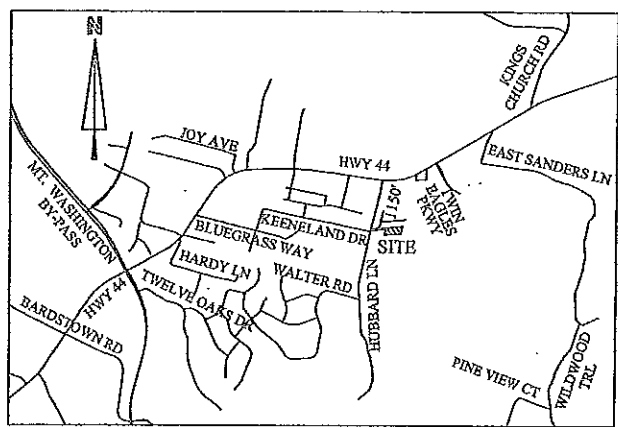 N
KINGS
CHURCH RD
JOY AVE
HWY 44
EAST SANDERS LN
MT. WASHINGTON
BY-PASS
1150'
TWIN
EAGLES
PKWY
KEENELAND DR
BLUEGRASS WAY
SITE
HARDY LN
WALTER RD
HWY 44
TWELVE OAKS DR
HUBBARD LN
BARDSTOWN RD
PINE VIEW CT
WILDWOOD
TRL